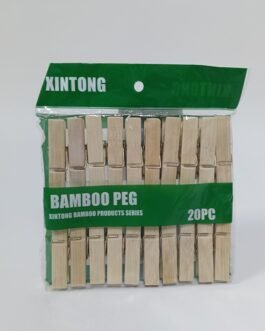 XINTONG
BAMBOO PEG
XINTONG BAMBOO PRODUCTS SERIES
20PC